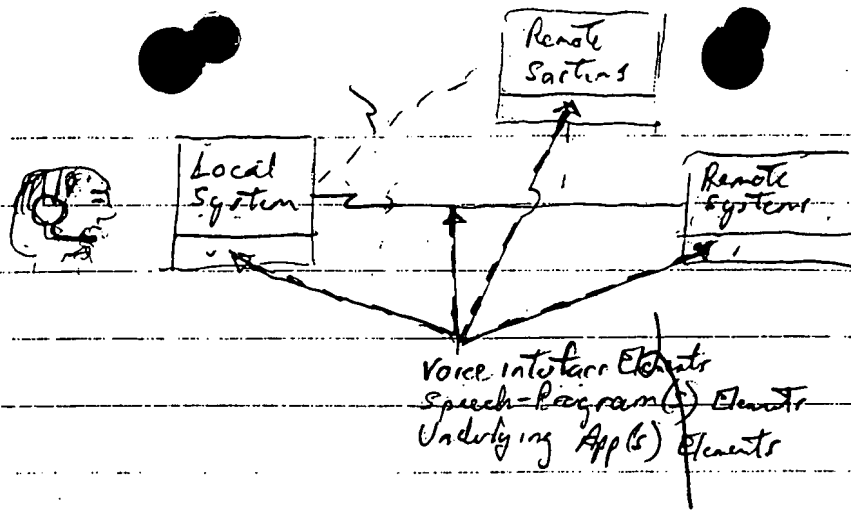 Remote
Systems
Local
System
Remote
Systems
Voice interface Elements
Speech-Program(s) Elements
Underlying App(s) Elements